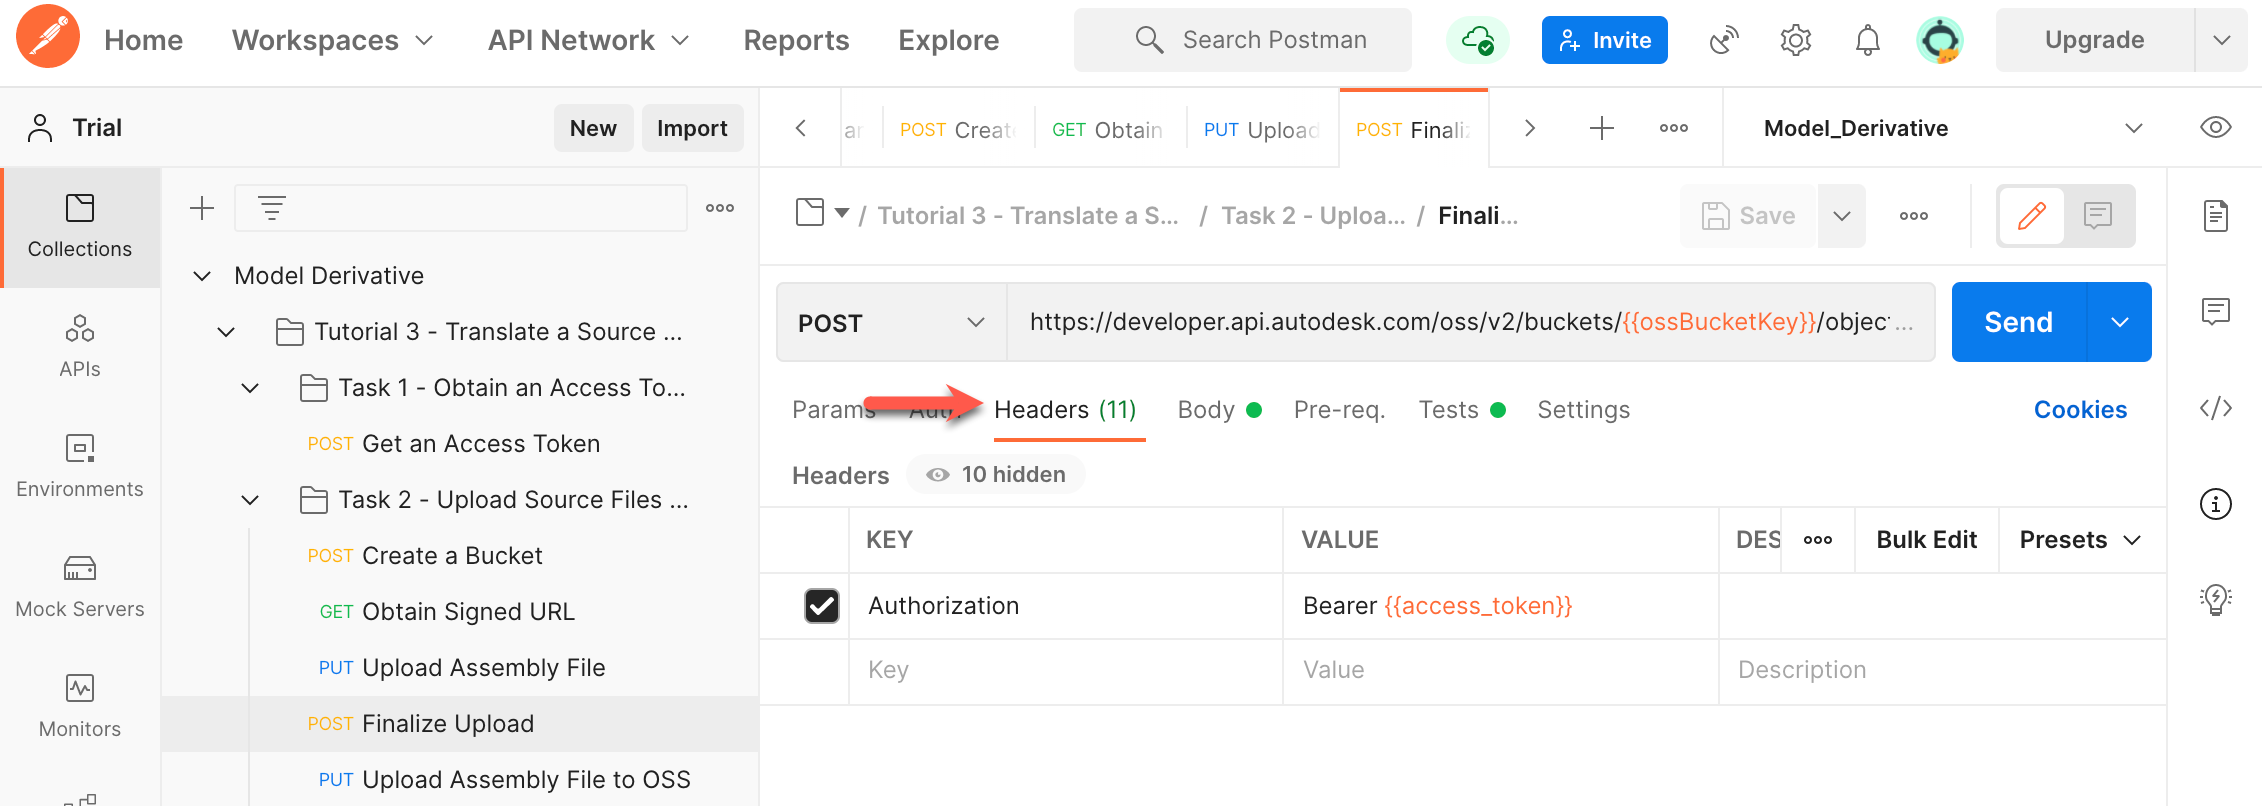 Home Workspaces API Network Reports Explore Search Postman Invite Upgrade
Trial New Import
POST Create GET Obtain PUT Upload POST Finaliz Model_Derivative
Collections
APIs
Environments
Mock Servers
Monitors
Model Derivative
Tutorial 3 - Translate a Source ...
Task 1 - Obtain an Access To...
POST Get an Access Token
Task 2 - Upload Source Files ...
POST Create a Bucket
GET Obtain Signed URL
PUT Upload Assembly File
POST Finalize Upload
PUT Upload Assembly File to OSS
/ Tutorial 3 - Translate a S... / Task 2 - Uploa... / Finali... Save
POST https://developer.api.autodesk.com/oss/v2/buckets/{{ossBucketKey}}/objec... Send
Params Auth Headers (11) Body Pre-req. Tests Settings Cookies
Headers 10 hidden
KEY VALUE DES Bulk Edit Presets
Authorization Bearer {{access_token}}
Key Value Description